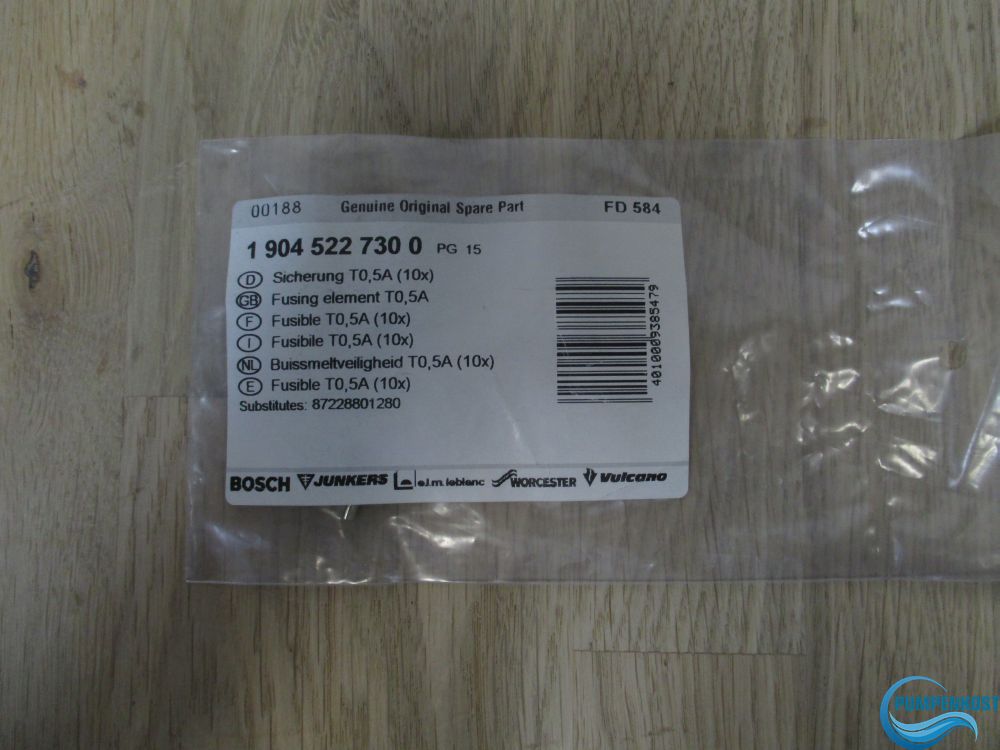 00188 Genuine Original Spare Part FD 584
1 904 522 730 0 PG 15
D Sicherung T0,5A (10x)
GB Fusing element T0,5A
F Fusible T0,5A (10x)
I Fusibile T0,5A (10x)
NL Buissmeltveiligheid T0,5A (10x)
E Fusible T0,5A (10x)
Substitutes: 87228801280
4010009385479
BOSCH JUNKERS e.l.m. leblanc WORCESTER Vulcano
PUMPENKOST